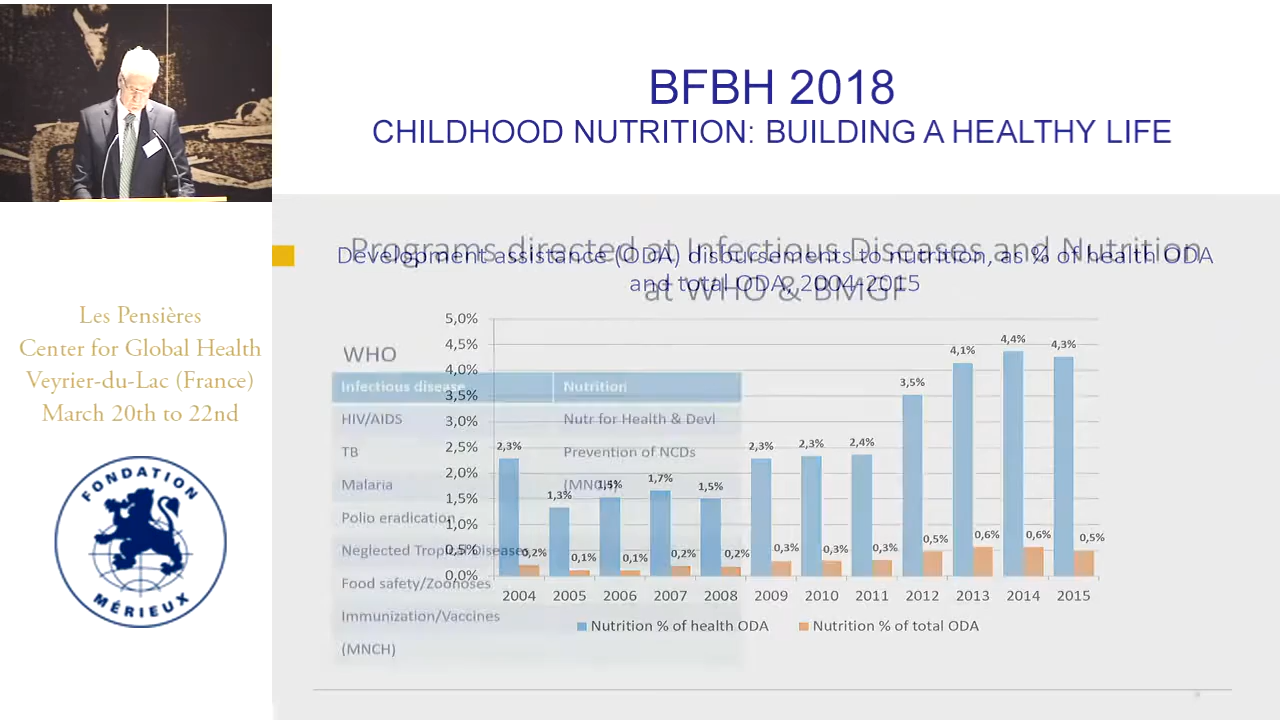 BFBH 2018
CHILDHOOD NUTRITION: BUILDING A HEALTHY LIFE
Les Pensières
Center for Global Health
Veyrier-du-Lac (France)
March 20th to 22nd
FONDATION
MÉRIEUX
Programs directed at Infectious Diseases and Nutrition
at WHO & BMGF
Development assistance (ODA) disbursements to nutrition, as % of health ODA
and total ODA, 2004-2015
WHO
Infectious disease Nutrition
HIV/AIDS Nutr for Health & Devl
TB Prevention of NCDs
Malaria (MNCH)
Polio eradication
Neglected Tropical Diseases
Food safety/Zoonoses
Immunization/Vaccines
(MNCH)
5,0%
4,5%
4,0%
3,5%
3,0%
2,5%
2,0%
1,5%
1,0%
0,5%
0,0%
2,3% 1,3% 1,5% 1,7% 1,5% 2,3% 2,3% 2,4% 3,5% 4,1% 4,4% 4,3%
0,2% 0,1% 0,1% 0,2% 0,2% 0,3% 0,3% 0,3% 0,5% 0,6% 0,6% 0,5%
2004 2005 2006 2007 2008 2009 2010 2011 2012 2013 2014 2015
Nutrition % of health ODA Nutrition % of total ODA